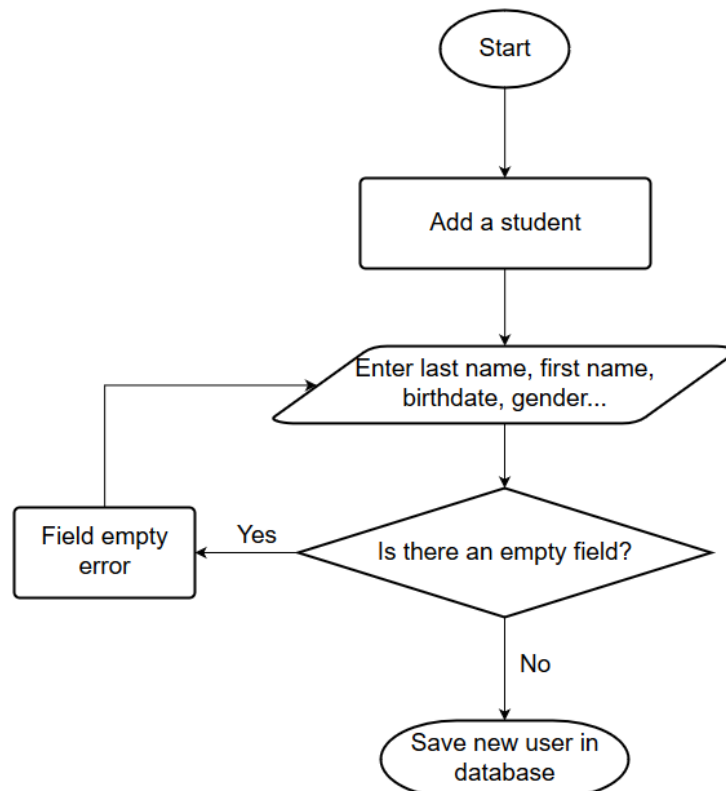 Start
Add a student
Enter last name, first name,
birthdate, gender...
Field empty
error
Yes
Is there an empty field?
No
Save new user in
database